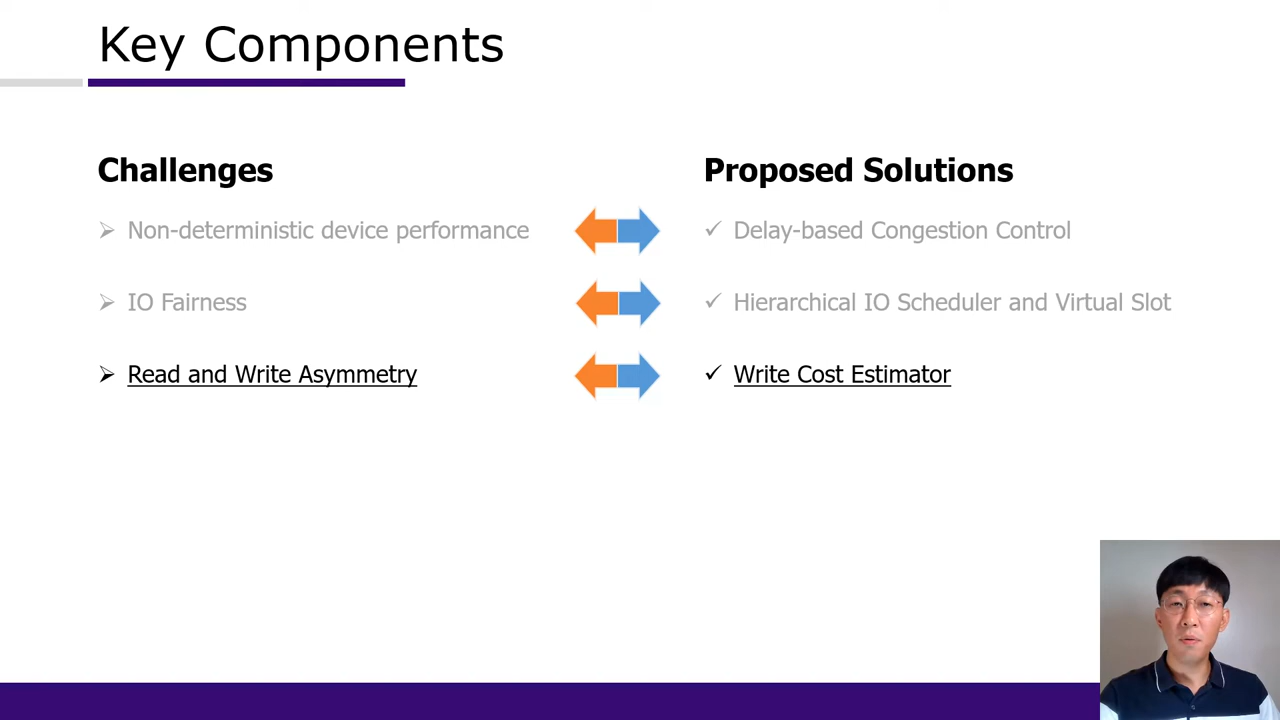 Key Components
Challenges
Proposed Solutions
Non-deterministic device performance
Delay-based Congestion Control
IO Fairness
Hierarchical IO Scheduler and Virtual Slot
Read and Write Asymmetry
Write Cost Estimator